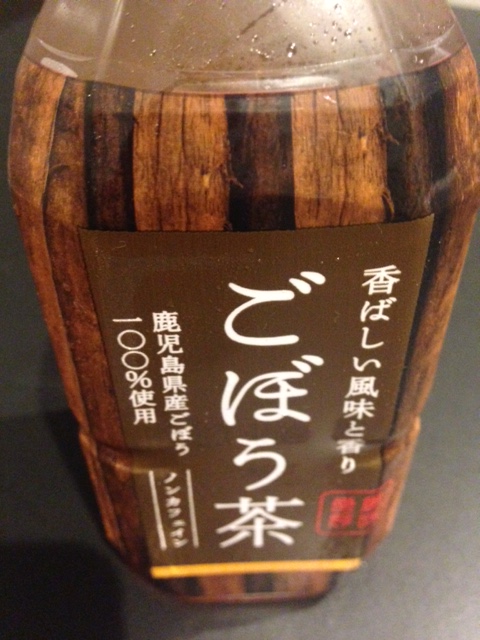 香ばしい風味と香り
ごぼう茶
鹿児島県産ごぼう
一〇〇%使用
ノンカフェイン